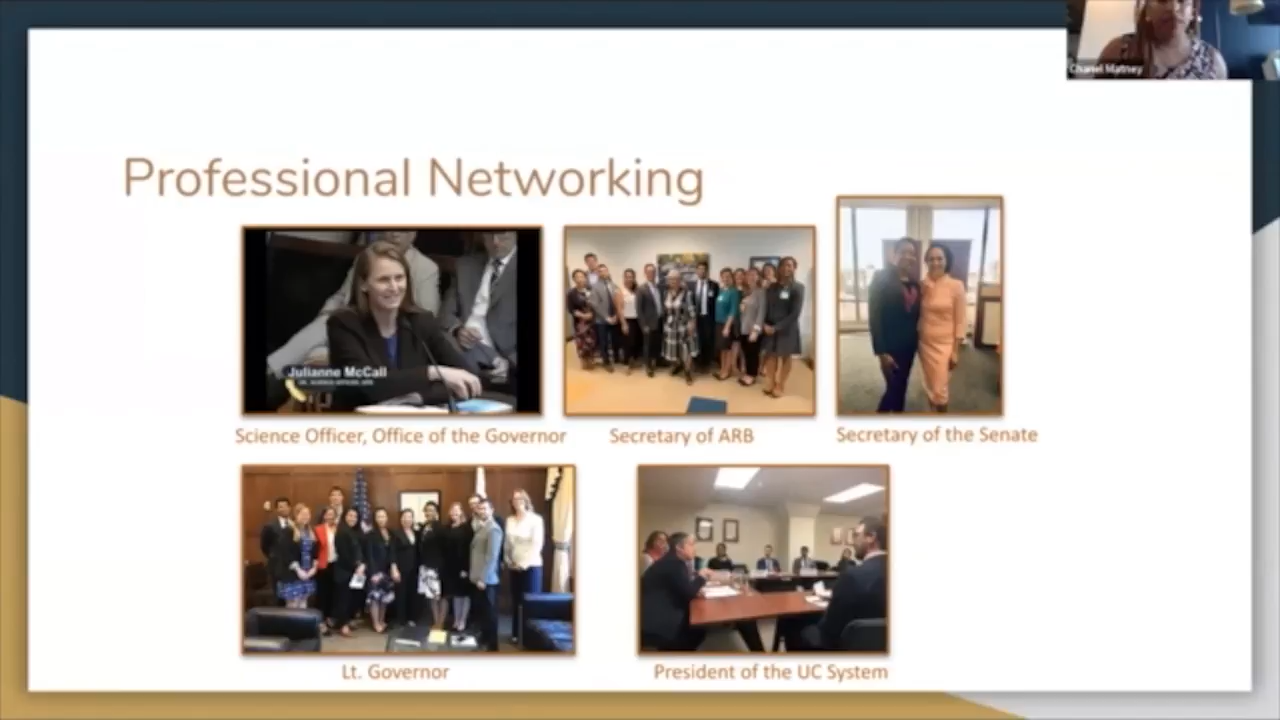 Chanel Matney
Professional Networking
Julianne McCall
Science Officer, Office of the Governor
Secretary of ARB
Secretary of the Senate
Lt. Governor
President of the UC System